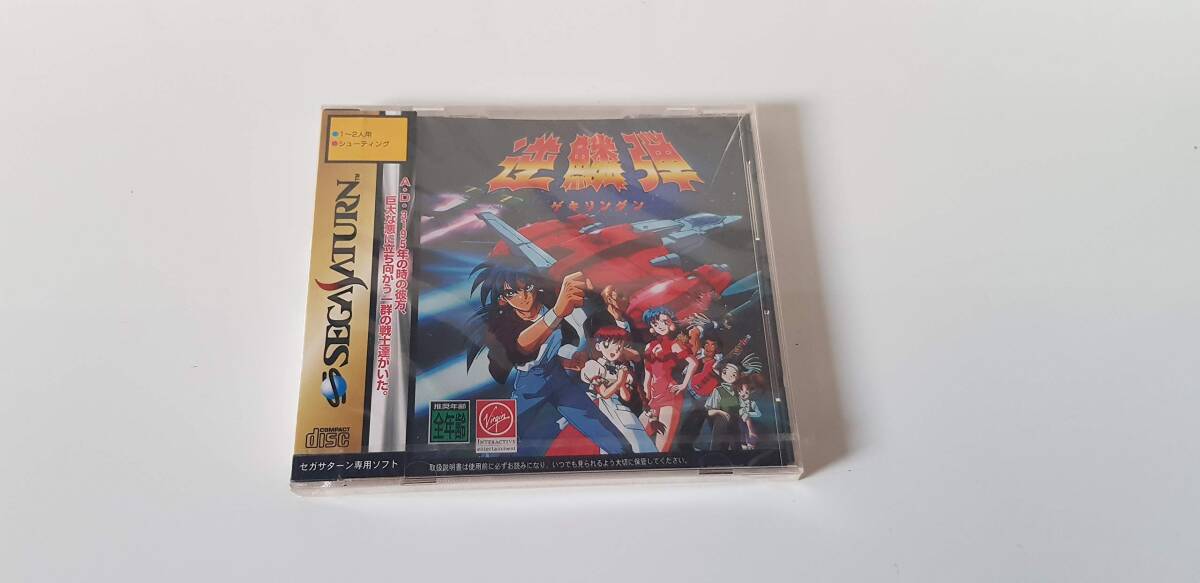 ●1〜2人用
●シューティング
SEGA SATURN™
A・D・3195年の時の彼方、
巨大な悪に立ち向かう一群の戦士達がいた。
COMPACT
disc
セガサターン専用ソフト
逆鱗弾
ゲキリンダン
推奨年齢
全年齢
Virgin
INTERACTIVE
entertainment
取扱説明書は使用前に必ずお読みになり、いつでも見られるよう大切に保管してください。